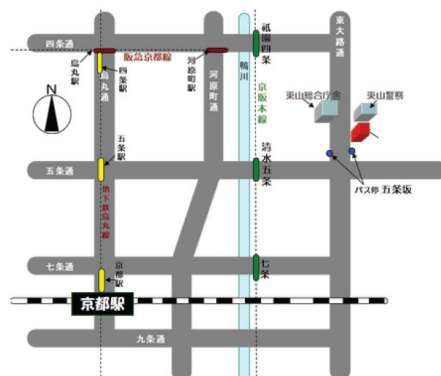 四条通
烏丸駅
四条駅
烏丸通
阪急京都線
河原町駅
河原町通
鴨川
祇園四条
京阪本線
東大路通
東山総合庁舎
東山警察
N
五条駅
五条通
地下鉄烏丸線
清水五条
バス停 五条坂
七条通
京都駅
七条
京都駅
九条通